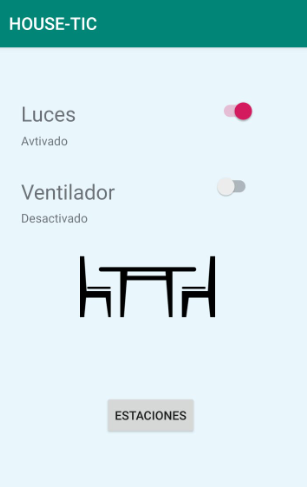 HOUSE-TIC
Luces
Avtivado
Ventilador
Desactivado
ESTACIONES